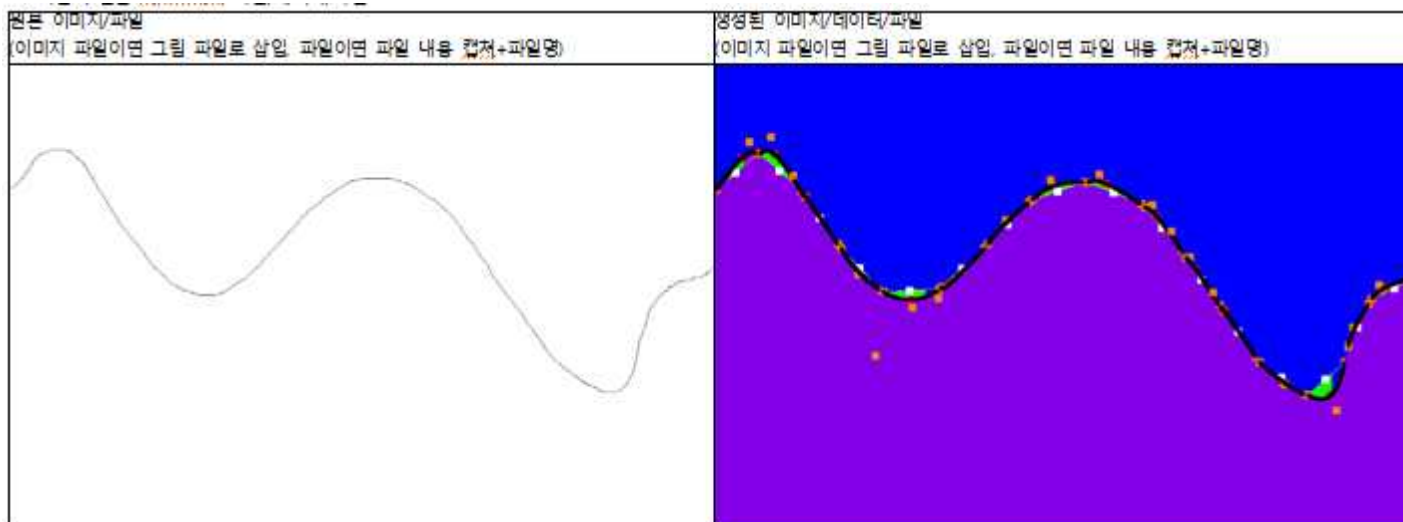 원본 이미지/파일
(이미지 파일이면 그림 파일로 삽입, 파일이면 파일 내용 캡처+파일명)
생성된 이미지/데이터/파일
(이미지 파일이면 그림 파일로 삽입, 파일이면 파일 내용 캡처+파일명)